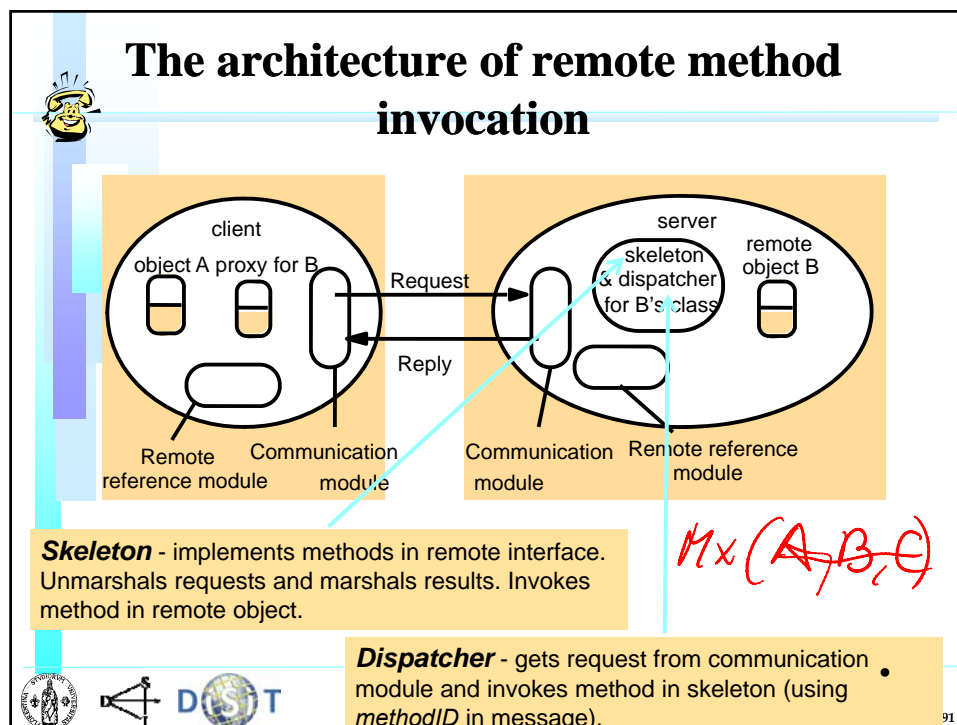 The architecture of remote method
invocation
client
object A proxy for B
Request
Reply
server
skeleton
& dispatcher
for B's class
remote
object B
Remote
reference module
Communication
module
Communication
module
Remote reference
module
Skeleton - implements methods in remote interface.
Unmarshals requests and marshals results. Invokes
method in remote object.
Mx(A,B,C)
Dispatcher - gets request from communication
module and invokes method in skeleton (using
methodID in message).
S
D
I
DISIT
91